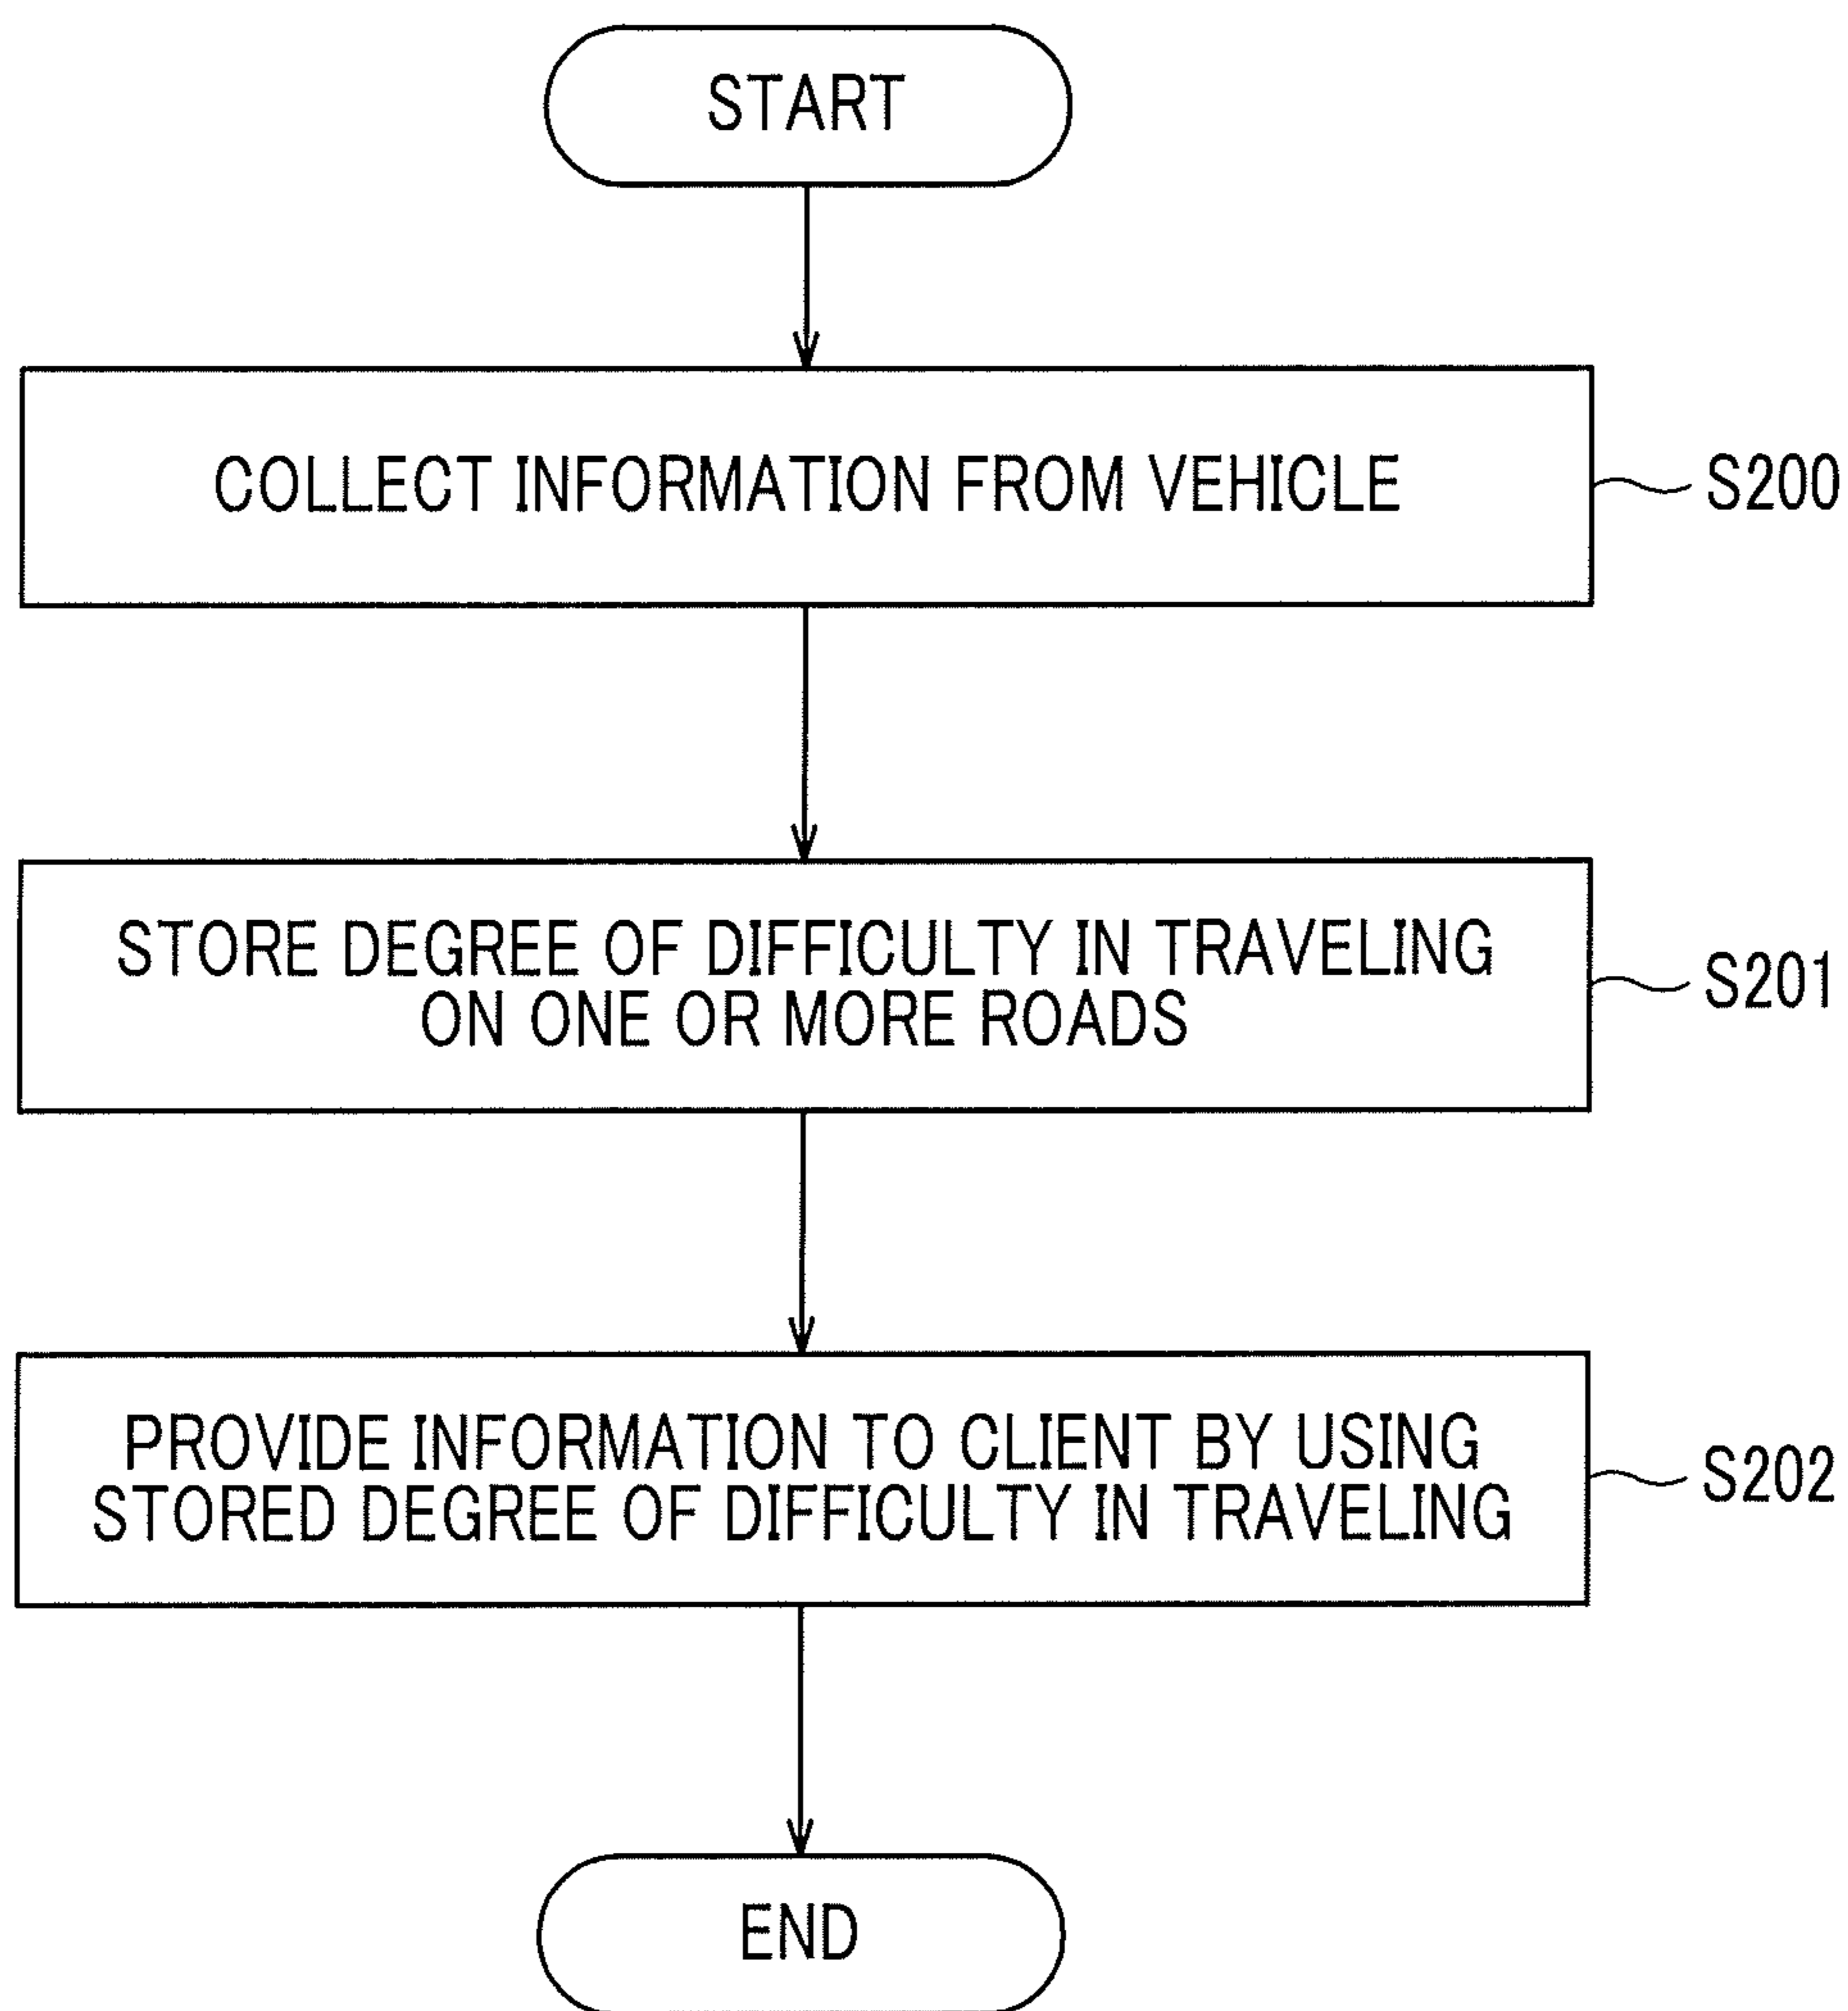 START
COLLECT INFORMATION FROM VEHICLE
S200
STORE DEGREE OF DIFFICULTY IN TRAVELING
ON ONE OR MORE ROADS
S201
PROVIDE INFORMATION TO CLIENT BY USING
STORED DEGREE OF DIFFICULTY IN TRAVELING
S202
END